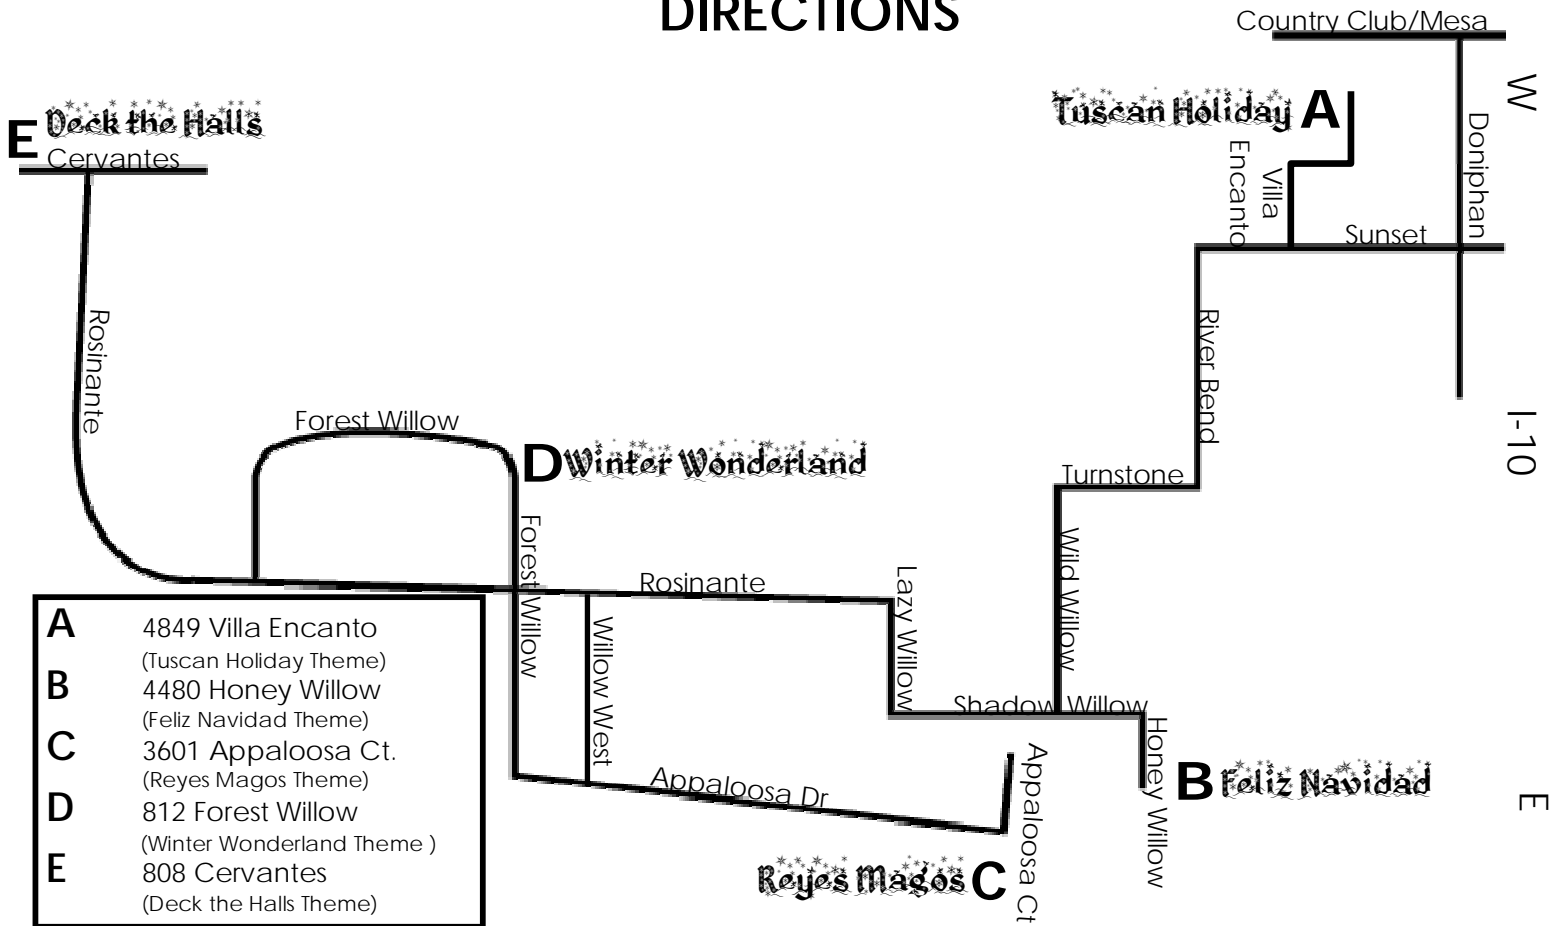 DIRECTIONS
Country Club/Mesa
W
Deck the Halls
E
Cervantes
Tuscan Holiday A
Doniphan
Villa
Encanto
Sunset
Rosinante
River Bend
I-10
Forest Willow
D Winter Wonderland
Turnstone
Forest Willow
Wild Willow
Rosinante
Lazy Willow
Willow West
Shadow Willow
Honey Willow
B Feliz Navidad
E
Appaloosa Dr
Appaloosa Ct
Reyes Magos C
A 4849 Villa Encanto
(Tuscan Holiday Theme)
B 4480 Honey Willow
(Feliz Navidad Theme)
C 3601 Appaloosa Ct.
(Reyes Magos Theme)
D 812 Forest Willow
(Winter Wonderland Theme )
E 808 Cervantes
(Deck the Halls Theme)